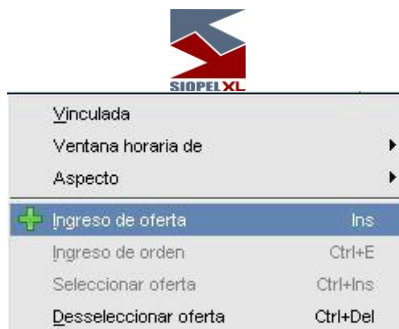 SIOPELXL
Vinculada
Ventana horaria de
Aspecto
Ingreso de oferta Ins
Ingreso de orden Ctrl+E
Seleccionar oferta Ctrl+Ins
Desseleccionar oferta Ctrl+Del